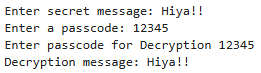 Enter secret message: Hiya!!
Enter a passcode: 12345
Enter passcode for Decryption 12345
Decryption message: Hiya!!